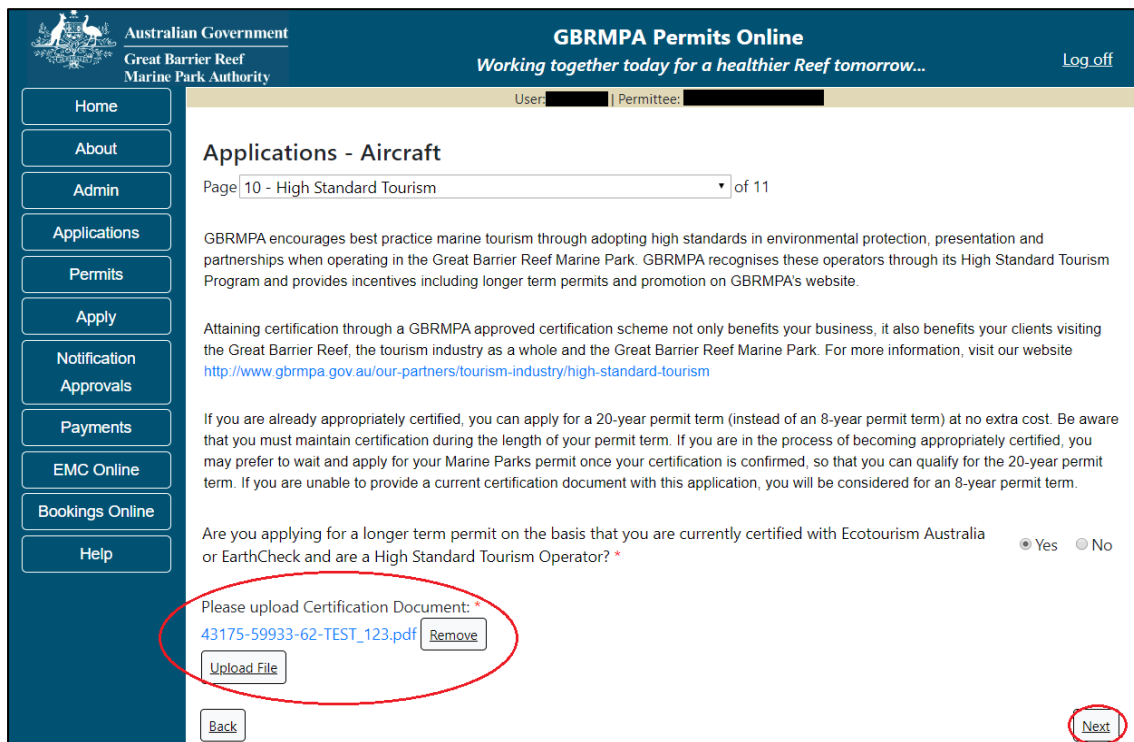 Australian Government
Great Barrier Reef
Marine Park Authority
GBRMPA Permits Online
Working together today for a healthier Reef tomorrow...
Log off
User: | Permittee:
Home
About
Admin
Applications
Permits
Apply
Notification
Approvals
Payments
EMC Online
Bookings Online
Help
Applications - Aircraft
Page 10 - High Standard Tourism of 11
GBRMPA encourages best practice marine tourism through adopting high standards in environmental protection, presentation and
partnerships when operating in the Great Barrier Reef Marine Park. GBRMPA recognises these operators through its High Standard Tourism
Program and provides incentives including longer term permits and promotion on GBRMPA's website.
Attaining certification through a GBRMPA approved certification scheme not only benefits your business, it also benefits your clients visiting
the Great Barrier Reef, the tourism industry as a whole and the Great Barrier Reef Marine Park. For more information, visit our website
http://www.gbrmpa.gov.au/our-partners/tourism-industry/high-standard-tourism
If you are already appropriately certified, you can apply for a 20-year permit term (instead of an 8-year permit term) at no extra cost. Be aware
that you must maintain certification during the length of your permit term. If you are in the process of becoming appropriately certified, you
may prefer to wait and apply for your Marine Parks permit once your certification is confirmed, so that you can qualify for the 20-year permit
term. If you are unable to provide a current certification document with this application, you will be considered for an 8-year permit term.
Are you applying for a longer term permit on the basis that you are currently certified with Ecotourism Australia
or EarthCheck and are a High Standard Tourism Operator? *
Yes No
Please upload Certification Document: *
43175-59933-62-TEST_123.pdf Remove
Upload File
Back
Next